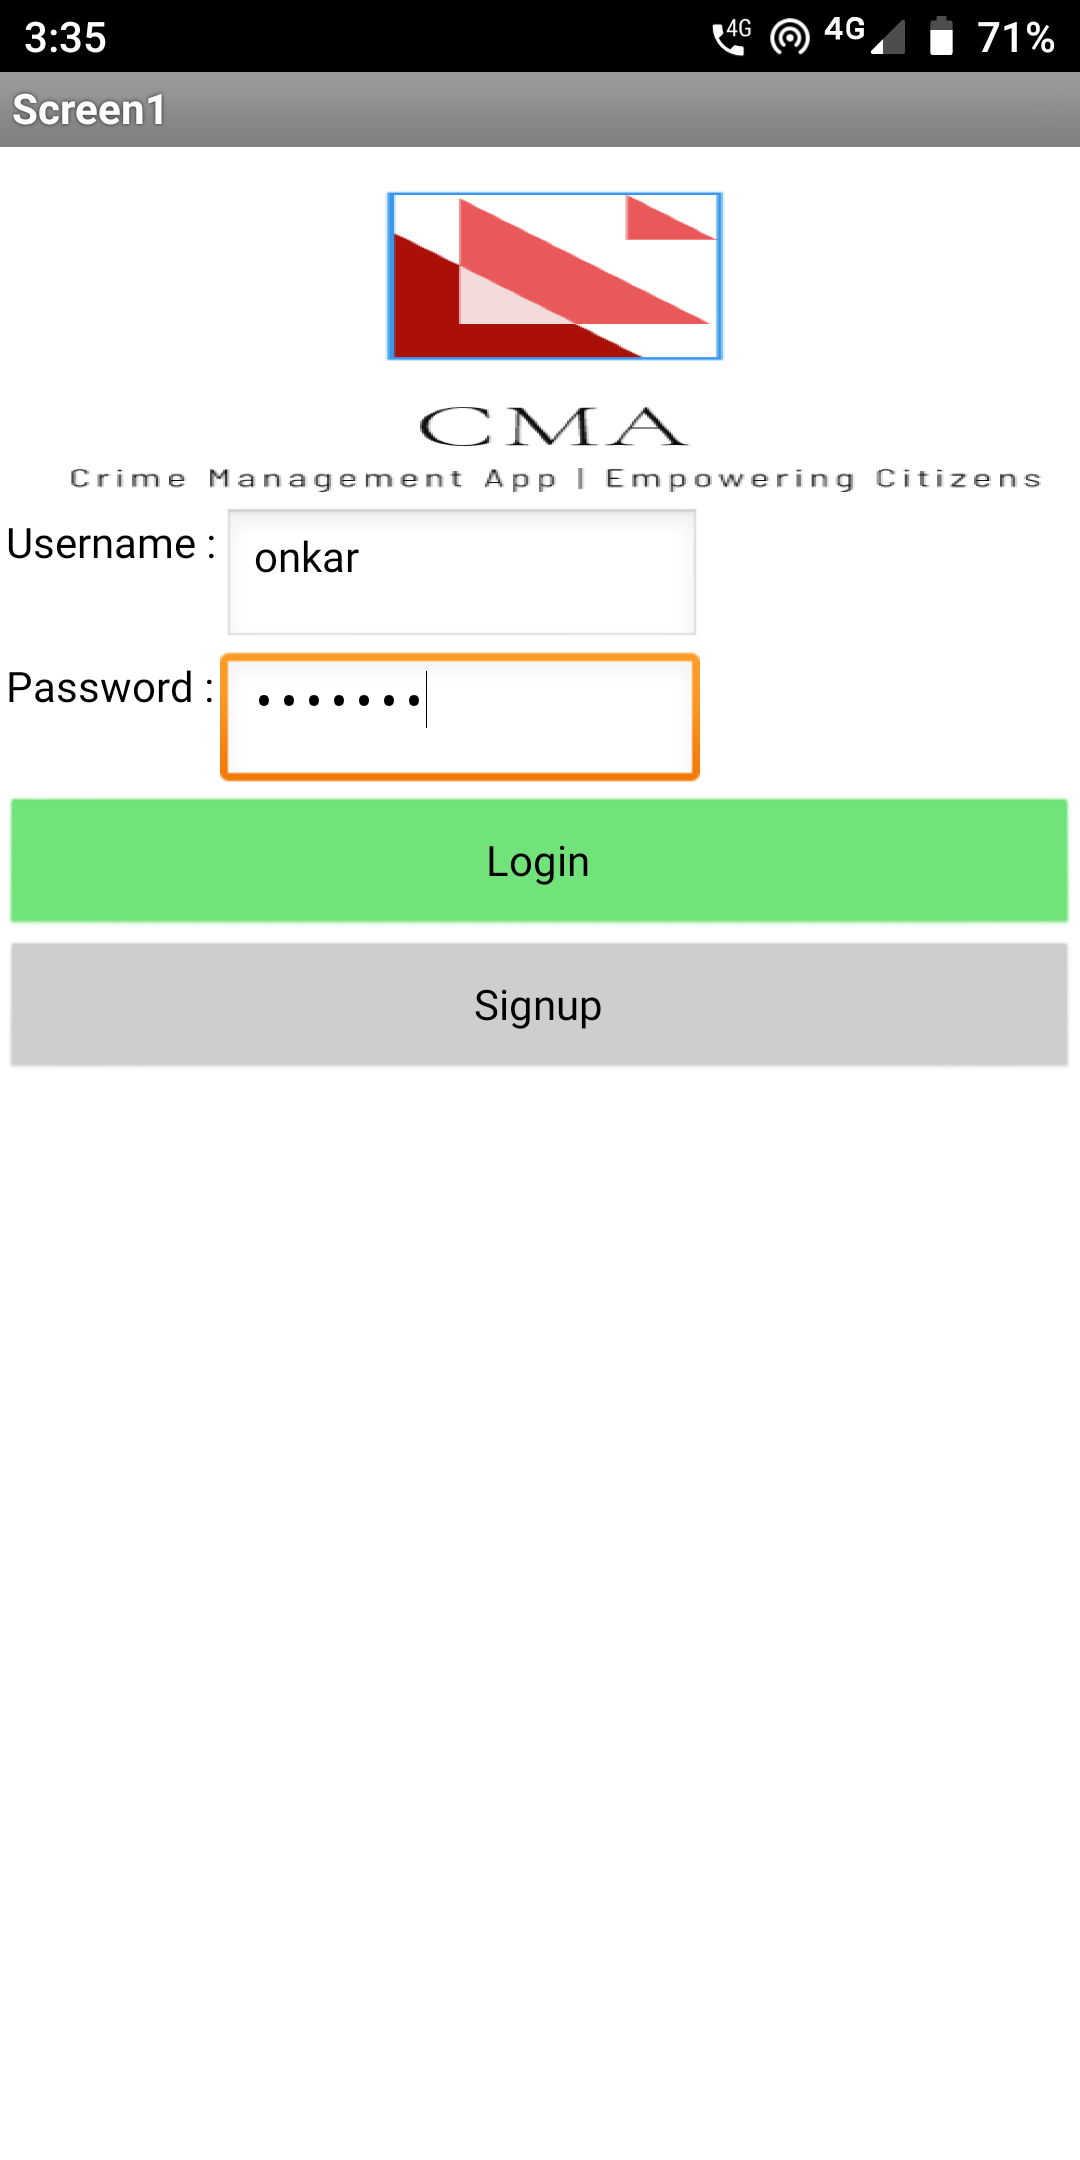 3:35 4G 4G 71%
Screen1
CMA
Crime Management App | Empowering Citizens
Username : onkar
Password : •••••••
Login
Signup